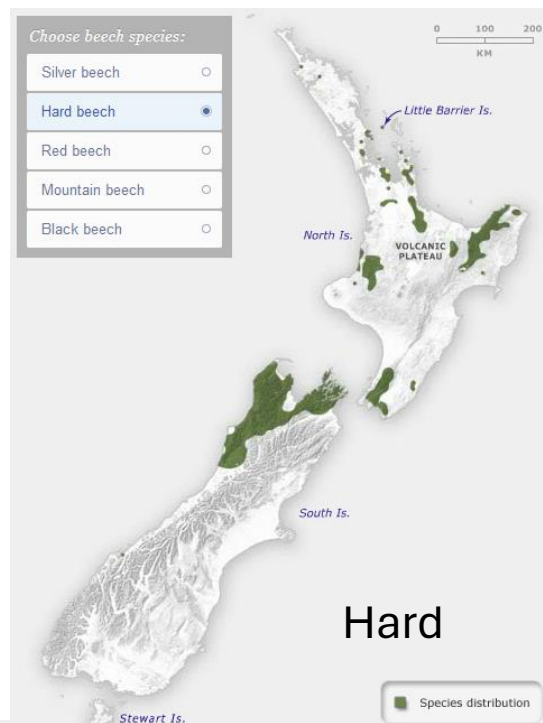 Choose beech species:
Silver beech
Hard beech
Red beech
Mountain beech
Black beech
0 100 200
KM
Little Barrier Is.
North Is.
VOLCANIC
PLATEAU
South Is.
Hard
Species distribution
Stewart Is.